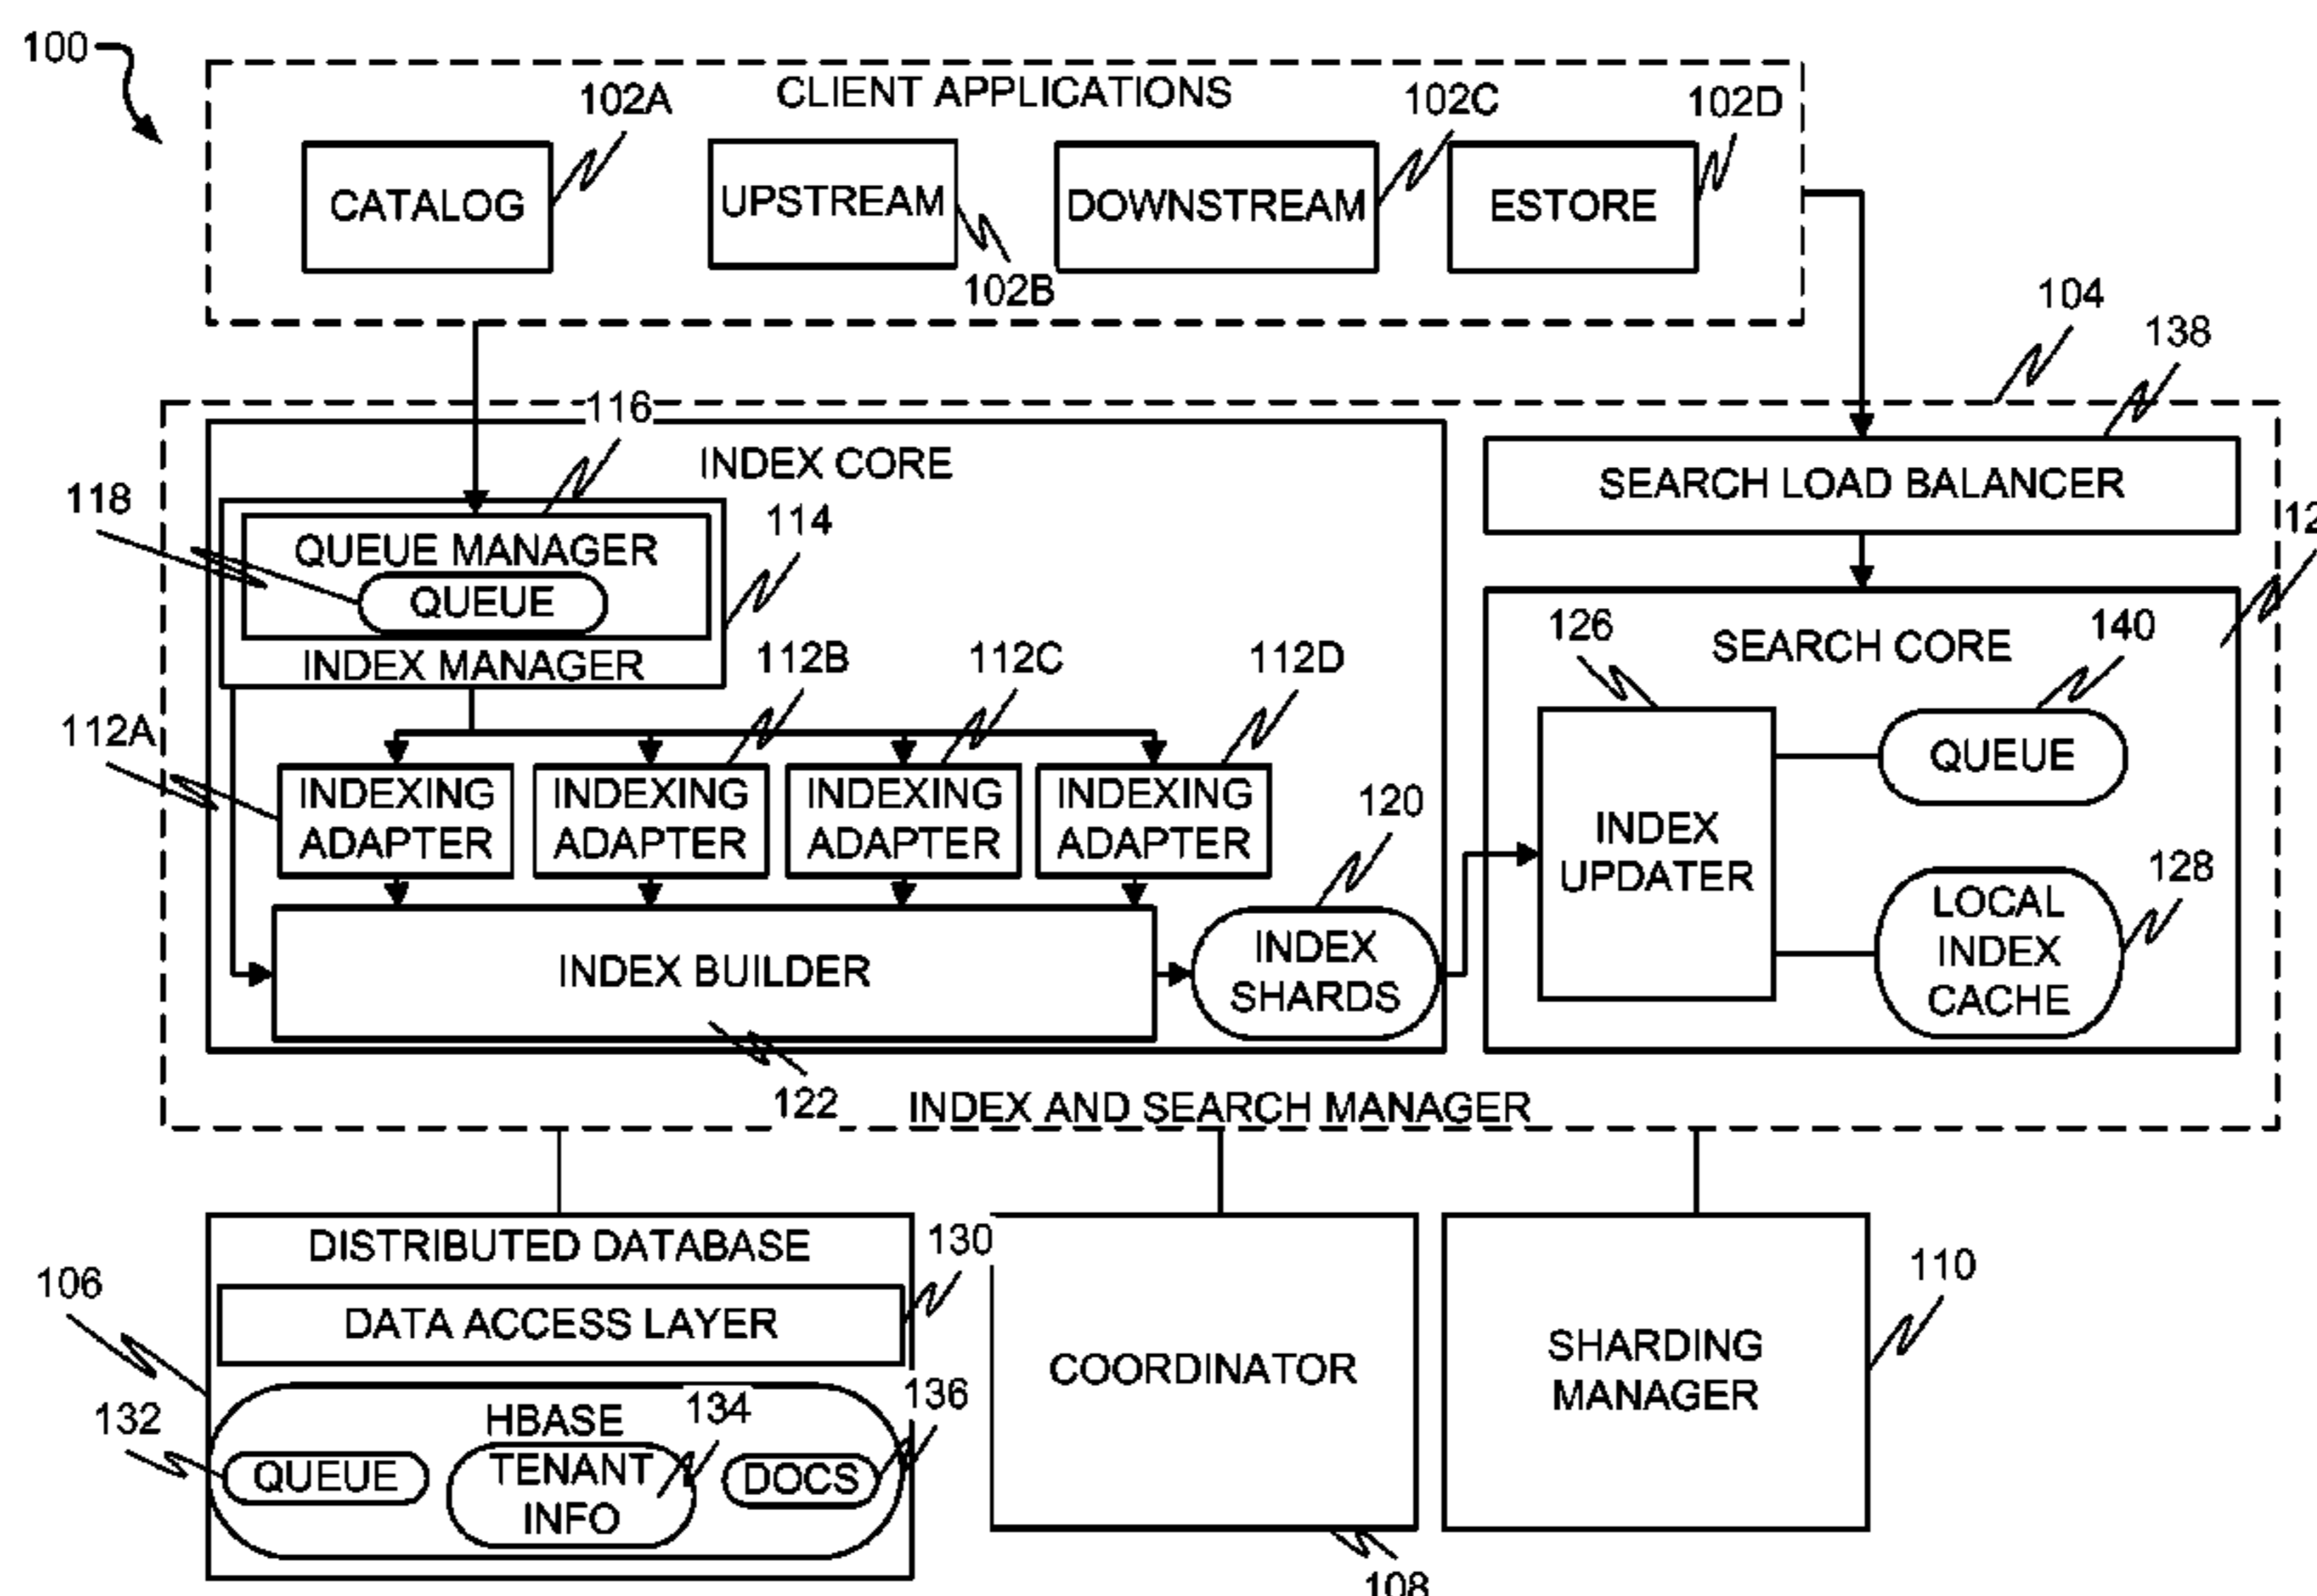 100
CLIENT APPLICATIONS
102A
102C
102D
CATALOG
UPSTREAM
DOWNSTREAM
ESTORE
102B
104
138
116
INDEX CORE
SEARCH LOAD BALANCER
118
114
QUEUE MANAGER
QUEUE
INDEX MANAGER
112B
112C
112D
126
140
SEARCH CORE
112A
QUEUE
INDEXING
ADAPTER
INDEXING
ADAPTER
INDEXING
ADAPTER
INDEXING
ADAPTER
120
INDEX
UPDATER
128
LOCAL
INDEX
CACHE
INDEX BUILDER
INDEX
SHARDS
122
INDEX AND SEARCH MANAGER
DISTRIBUTED DATABASE
130
106
DATA ACCESS LAYER
110
COORDINATOR
SHARDING
MANAGER
132
HBASE
134
136
QUEUE
TENANT
INFO
DOCS
108